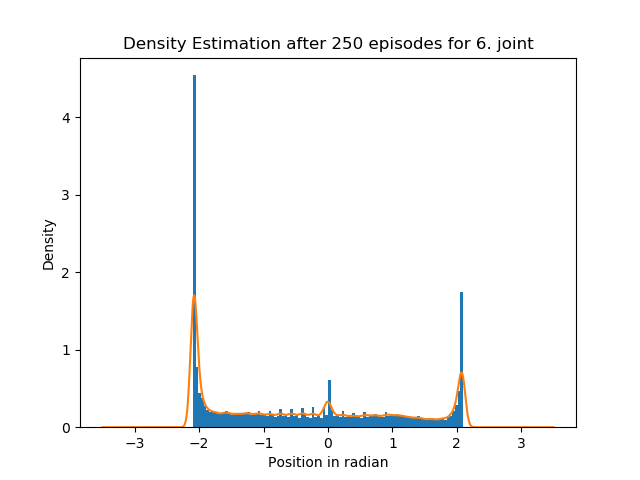 Density Estimation after 250 episodes for 6. joint
4
3
2
1
0
Density
−3 −2 −1 0 1 2 3
Position in radian